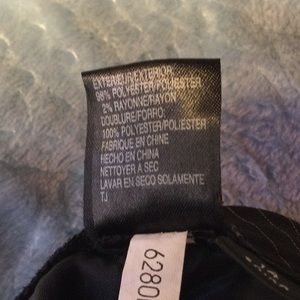 EXTERIEUR/EXTERIOR:
98% POLYESTER/POLIESTER
2% RAYONNE/RAYON
DOUBLURE/FORRO:
100% POLYESTER/POLIESTER
FABRIQUE EN CHINE
HECHO EN CHINA
NETTOYER A SEC
LAVAR EN SECO SOLAMENTE
TJ
6280